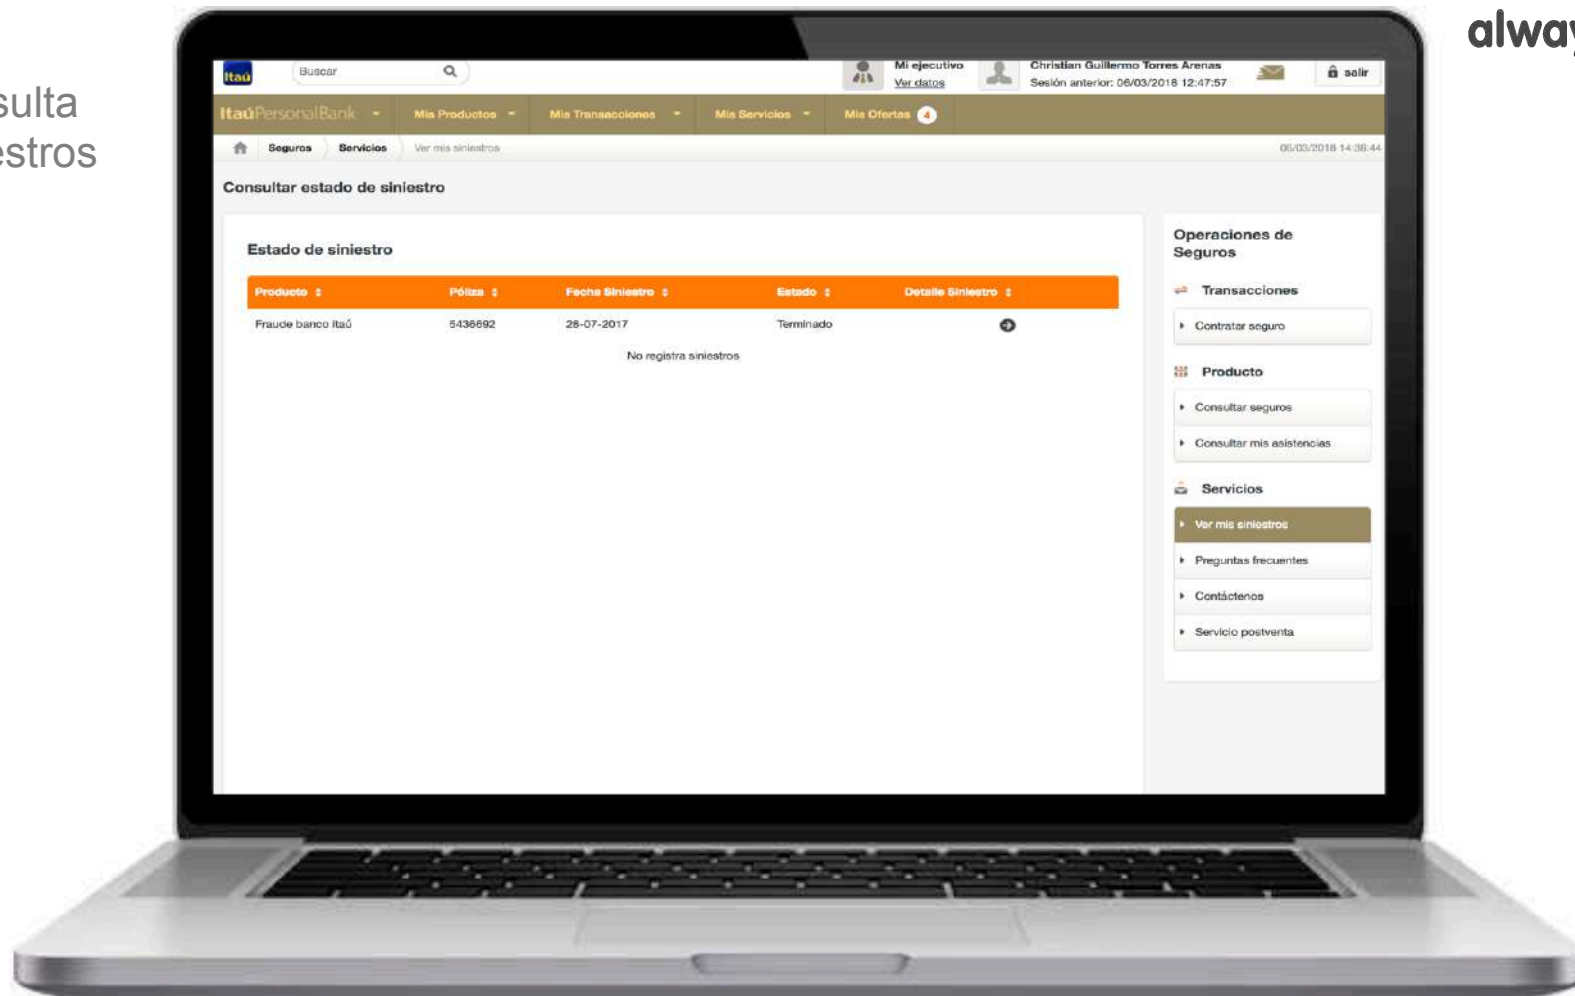 alway
sulta
estros
Itaú
Buscar
Mi ejecutivo
Ver datos
Christian Guillermo Torres Arenas
Sesión anterior: 06/03/2018 12:47:57
salir
ItaúPersonalBank
Mis Productos
Mis Transacciones
Mis Servicios
Mis Ofertas 4
Seguros Servicios Ver mis siniestros
06/03/2018 14:38:44
Consultar estado de siniestro
Estado de siniestro
Producto Póliza Fecha Siniestro Estado Detalle Siniestro
Fraude banco itaú 5436692 28-07-2017 Terminado
No registra siniestros
Operaciones de
Seguros
Transacciones
Contratar seguro
Producto
Consultar seguros
Consultar mis asistencias
Servicios
Ver mis siniestros
Preguntas frecuentes
Contáctenos
Servicio postventa